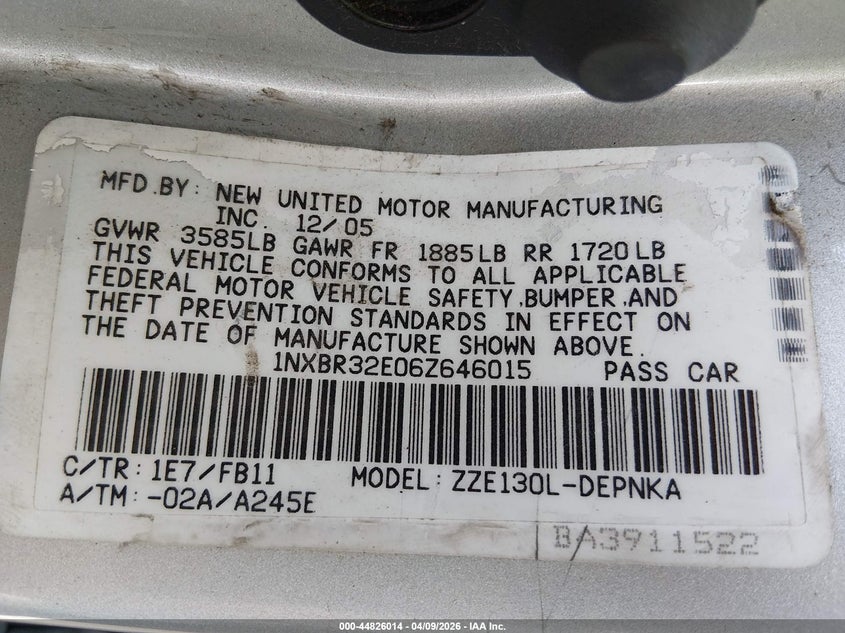 MFD.BY: NEW UNITED MOTOR MANUFACTURING
INC. 12/05
GVWR 3585LB GAWR FR 1885LB RR 1720LB
THIS VEHICLE CONFORMS TO ALL APPLICABLE
FEDERAL MOTOR VEHICLE SAFETY,BUMPER,AND
THEFT PREVENTION STANDARDS IN EFFECT ON
THE DATE OF MANUFACTURE SHOWN ABOVE.
1NXBR32E06Z646015 PASS CAR
C/TR: 1E7/FB11 MODEL: ZZE130L-DEPNKA
A/TM: -02A/A245E
BA3911522
000-44826014 | 04/09/2026 - IAA Inc.